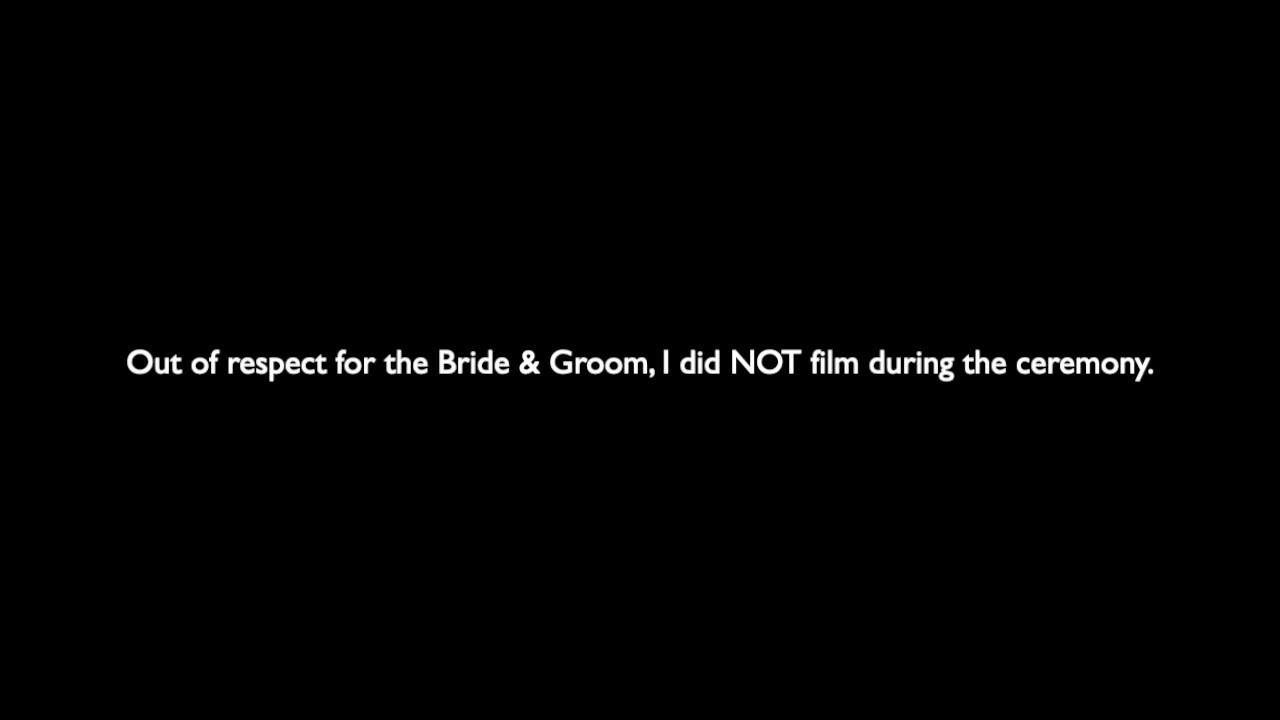 Out of respect for the Bride & Groom, I did NOT film during the ceremony.